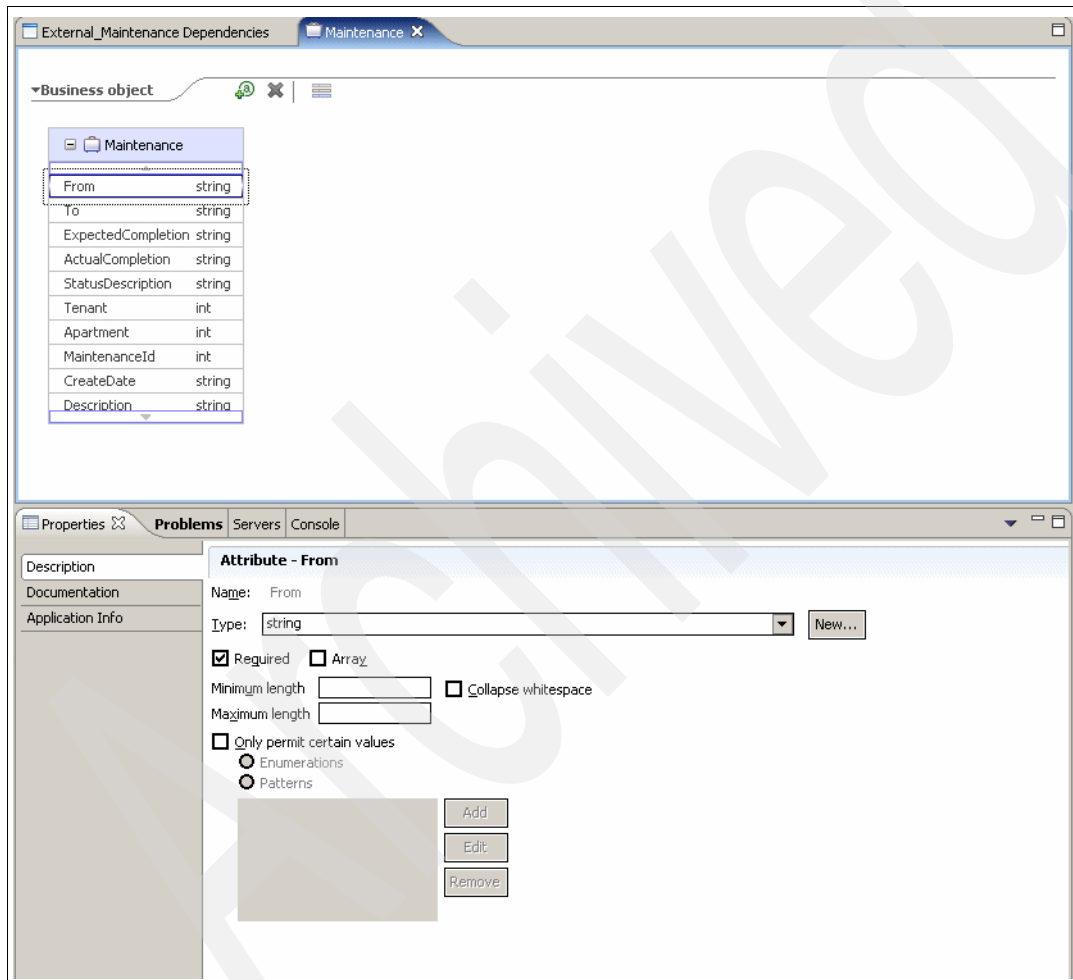 External_Maintenance Dependencies Maintenance
Business object
Maintenance
From string
To string
ExpectedCompletion string
ActualCompletion string
StatusDescription string
Tenant int
Apartment int
MaintenanceId int
CreateDate string
Description string
Properties Problems Servers Console
Description
Documentation
Application Info
Attribute - From
Name: From
Type: string New...
Required Array
Minimum length Collapse whitespace
Maximum length
Only permit certain values
Enumerations
Patterns
Add
Edit
Remove
Archived